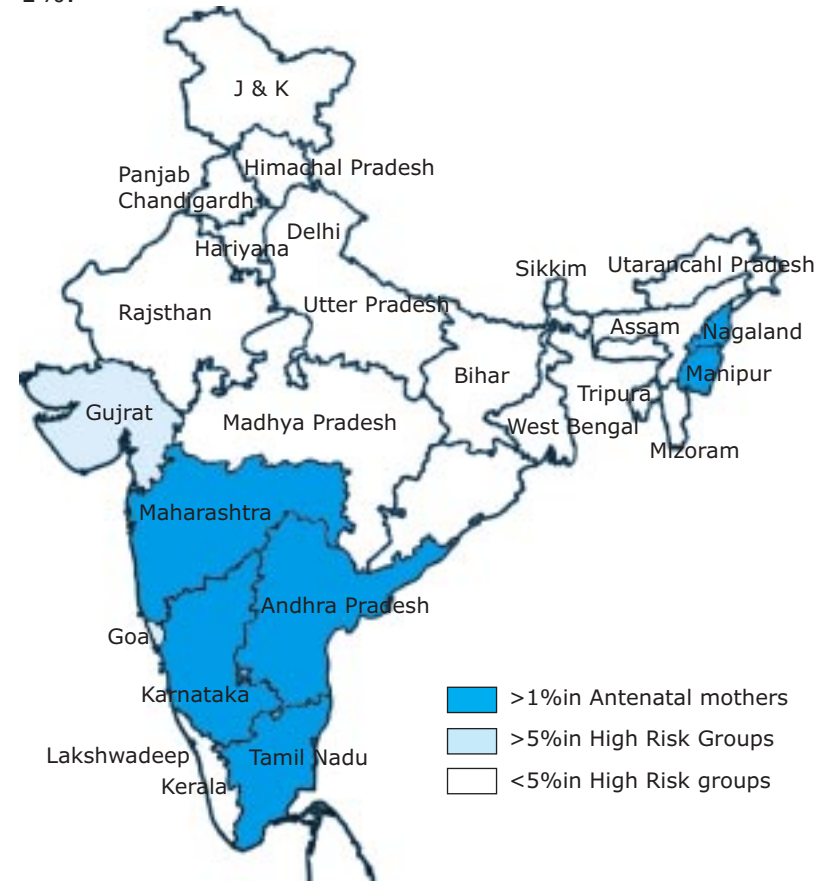 J & K
Himachal Pradesh
Panjab
Chandigardh
Delhi
Hariyana
Sikkim
Utarancahl Pradesh
Rajsthan
Utter Pradesh
Assam
Nagaland
Bihar
Manipur
Gujrat
Tripura
Madhya Pradesh
West Bengal
Mizoram
Maharashtra
Andhra Pradesh
Goa
Karnataka
>1%in Antenatal mothers
>5%in High Risk Groups
Lakshwadeep
Tamil Nadu
<5%in High Risk groups
Kerala